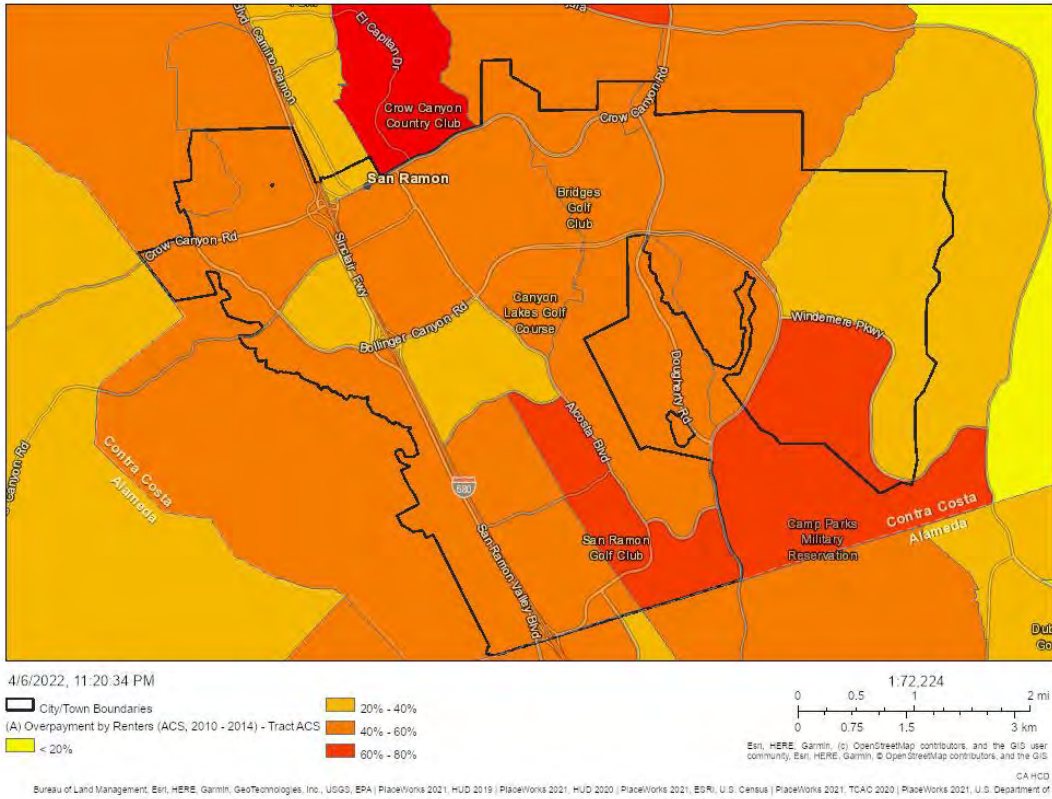 Blvd
Camino Ramon
El Capitan Dr
Crow Canyon
Country Club
Crow Canyon Rd
San Ramon
Bridges
Golf
Club
Crow Canyon Rd
Sinclair Fwy
Canyon
Lakes Golf
Course
Bollinger Canyon Rd
Windemere Pkwy
Dougherty Rd
Alcosta Blvd
Canyon Rd
Contra Costa
Alameda
680
San Ramon
Golf Club
Camp Parks
Military
Reservation
Contra Costa
Alameda
San Ramon Valley Blvd
Dub
Go
4/6/2022, 11:20:34 PM
City/Town Boundaries
(A) Overpayment by Renters (ACS, 2010 - 2014) - Tract ACS
< 20%
20% - 40%
40% - 60%
60% - 80%
1:72,224
0 0.5 1 2 mi
0 0.75 1.5 3 km
Esri, HERE, Garmin, (c) OpenStreetMap contributors, and the GIS user
community, Esri, HERE, Garmin, © OpenStreetMap contributors, and the GIS
CA HCD
Bureau of Land Management, Esri, HERE, Garmin, GeoTechnologies, Inc., USGS, EPA | PlaceWorks 2021, HUD 2019 | PlaceWorks 2021, HUD 2020 | PlaceWorks 2021, ESRI, U.S. Census | PlaceWorks 2021, TCAC 2020 | PlaceWorks 2021, U.S. Department of